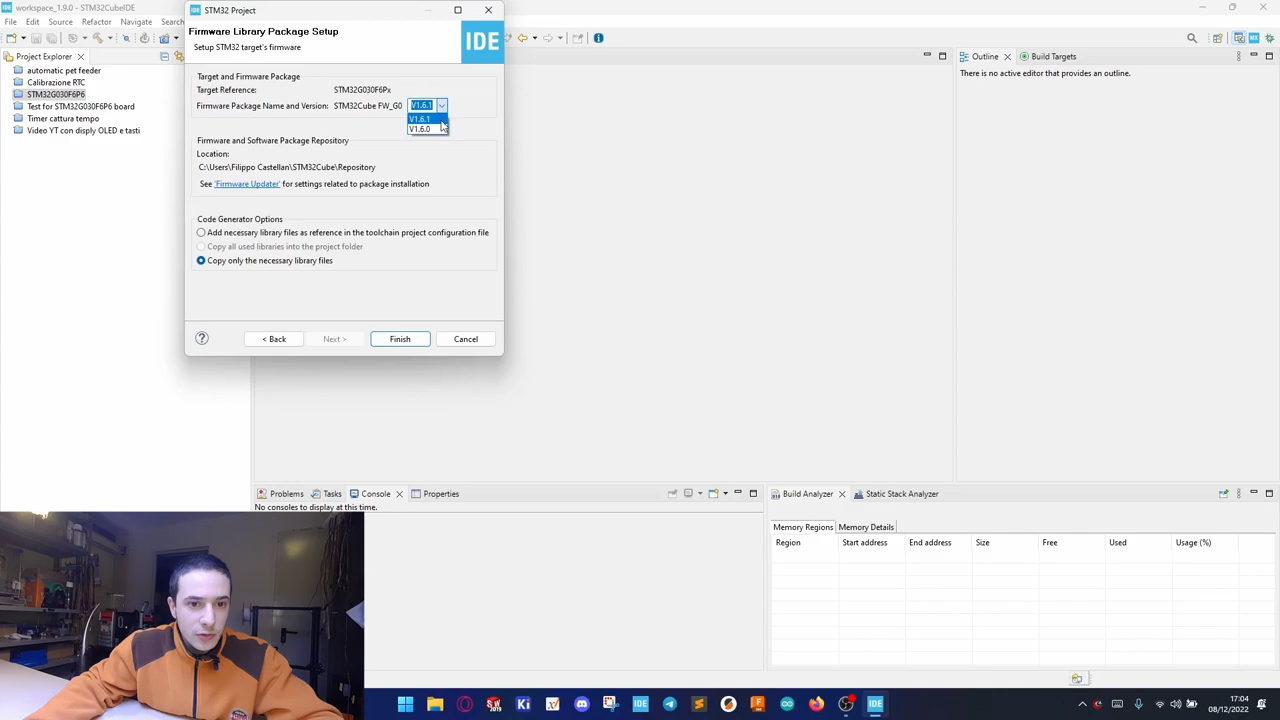 IDE workspace_1.9.0 - STM32CubeIDE
File Edit Source Refactor Navigate Search
Project Explorer
automatic pet feeder
Calibrazione RTC
STM32G030F6P6
Test for STM32G030F6P6 board
Timer cattura tempo
Video YT con disply OLED e tasti
IDE STM32 Project
Firmware Library Package Setup
Setup STM32 target's firmware
IDE
Target and Firmware Package
Target Reference: STM32G030F6Px
Firmware Package Name and Version: STM32Cube FW_G0 V1.6.1
V1.6.1
V1.6.0
Firmware and Software Package Repository
Location:
C:\Users\Filippo Castellan\STM32Cube\Repository
See 'Firmware Updater' for settings related to package installation
Code Generator Options
Add necessary library files as reference in the toolchain project configuration file
Copy all used libraries into the project folder
Copy only the necessary library files
< Back Next > Finish Cancel
Outline Build Targets
There is no active editor that provides an outline.
Problems Tasks Console Properties
No consoles to display at this time.
Build Analyzer Static Stack Analyzer
Memory Regions Memory Details
Region Start address End address Size Free Used Usage (%)
17:04
08/12/2022